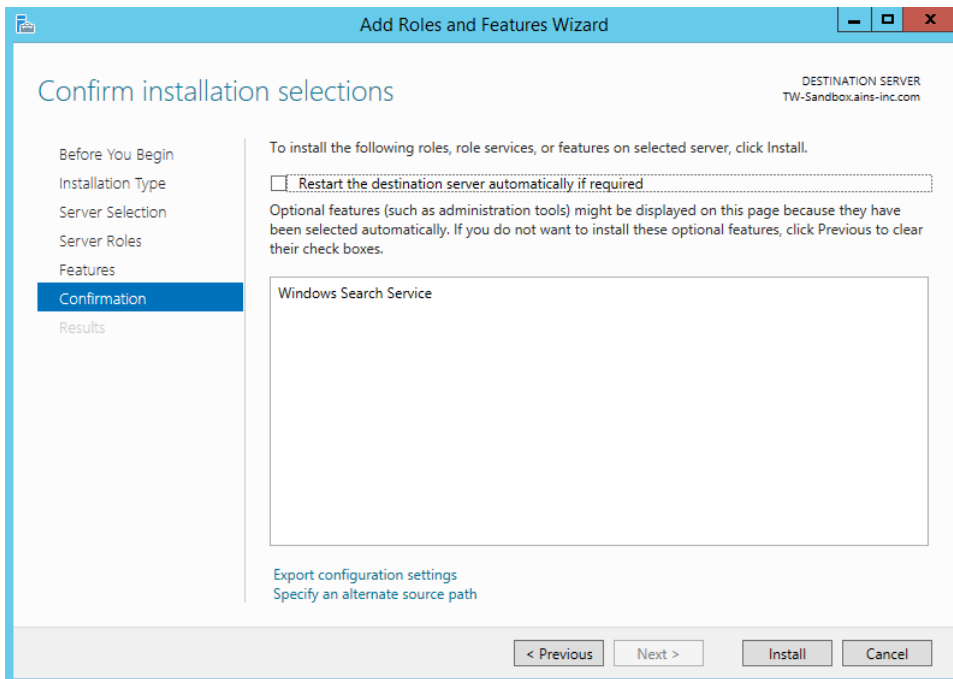 Add Roles and Features Wizard
Confirm installation selections
DESTINATION SERVER
TW-Sandbox.ains-inc.com
Before You Begin
Installation Type
Server Selection
Server Roles
Features
Confirmation
Results
To install the following roles, role services, or features on selected server, click Install.
Restart the destination server automatically if required
Optional features (such as administration tools) might be displayed on this page because they have
been selected automatically. If you do not want to install these optional features, click Previous to clear
their check boxes.
Windows Search Service
Export configuration settings
Specify an alternate source path
< Previous
Next >
Install
Cancel